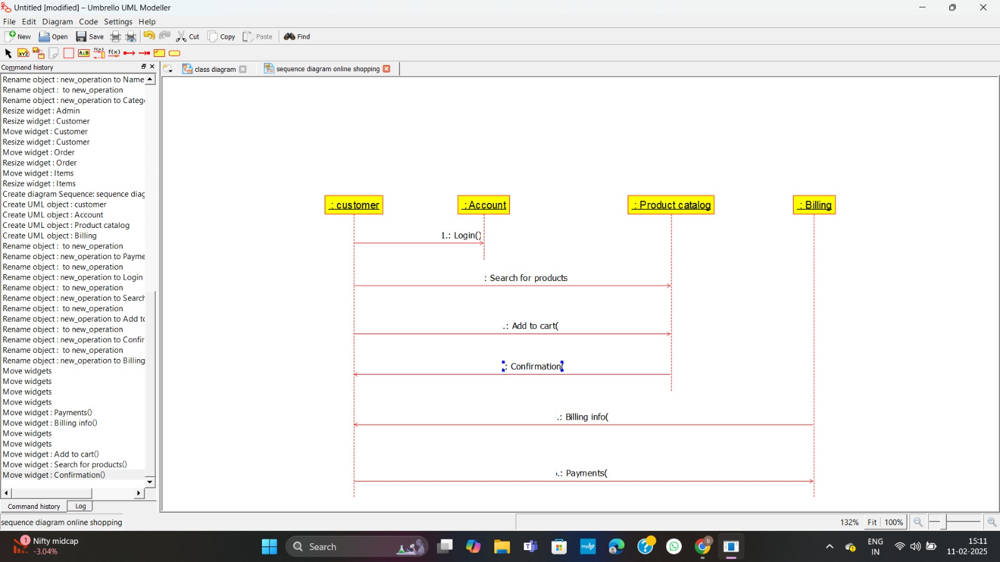 Untitled [modified] – Umbrello UML Modeller
File Edit Diagram Code Settings Help
New Open Save Cut Copy Paste Find
XYZ A:B f(x) f(x)
Command history
class diagram
sequence diagram online shopping
Rename object : new_operation to Name
Rename object : to new_operation
Rename object : new_operation to Catego
Resize widget : Admin
Resize widget : Customer
Move widget : Customer
Resize widget : Customer
Move widget : Order
Resize widget : Order
Move widget : Items
Resize widget : Items
Create diagram Sequence: sequence diag
Create UML object : customer
Create UML object : Account
Create UML object : Product catalog
Create UML object : Billing
Rename object : to new_operation
Rename object : new_operation to Payme
Rename object : to new_operation
Rename object : new_operation to Login
Rename object : to new_operation
Rename object : new_operation to Search
Rename object : to new_operation
Rename object : new_operation to Add to
Rename object : to new_operation
Rename object : new_operation to Confir
Rename object : to new_operation
Rename object : new_operation to Billing
Move widgets
Move widgets
Move widgets
Move widgets
Move widget : Payments()
Move widget : Billing info()
Move widgets
Move widgets
Move widget : Add to cart()
Move widget : Search for products()
Move widget : Confirmation()
Command history Log
: customer
: Account
: Product catalog
: Billing
1.: Login()
: Search for products
.: Add to cart(
: Confirmation(
.: Billing info(
.: Payments(
sequence diagram online shopping
132% Fit 100%
1
Nifty midcap
-3.04%
Search
myhp
b
ENG
IN
15:11
11-02-2025